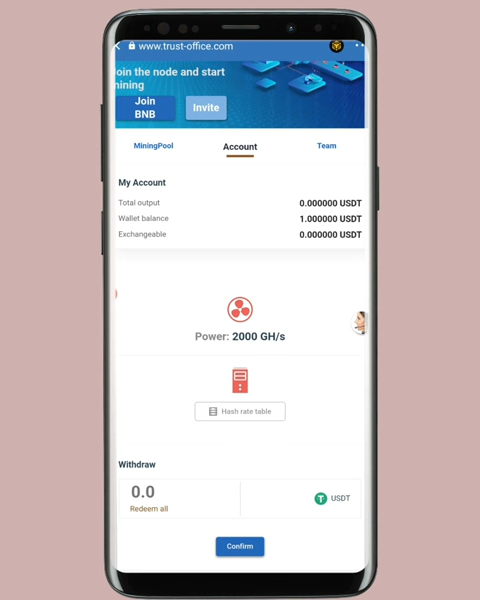 www.trust-office.com
oin the node and start
nining
Join
BNB
Invite
MiningPool
Account
Team
My Account
Total output
0.000000 USDT
Wallet balance
1.000000 USDT
Exchangeable
0.000000 USDT
Power: 2000 GH/s
Hash rate table
Withdraw
0.0
Redeem all
USDT
Confirm